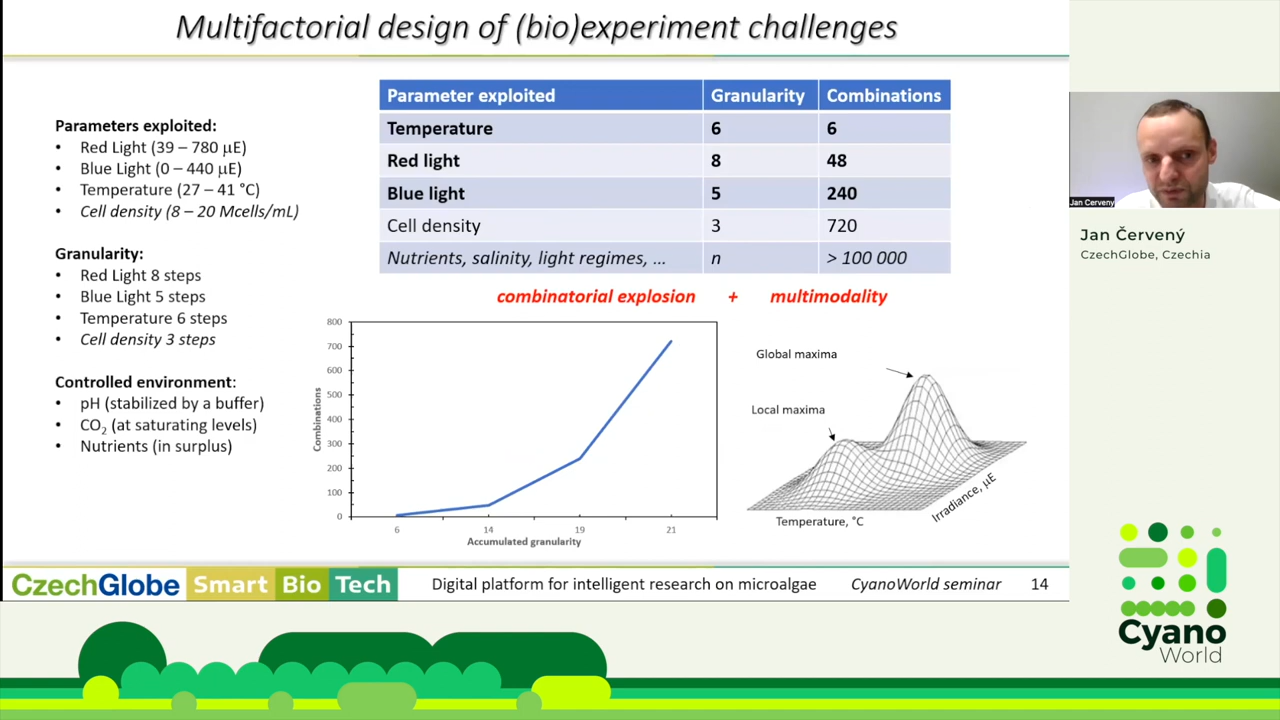 Multifactorial design of (bio)experiment challenges
Parameters exploited:
• Red Light (39 – 780 µE)
• Blue Light (0 – 440 µE)
• Temperature (27 – 41 °C)
• Cell density (8 – 20 Mcells/mL)
Granularity:
• Red Light 8 steps
• Blue Light 5 steps
• Temperature 6 steps
• Cell density 3 steps
Controlled environment:
• pH (stabilized by a buffer)
• CO₂ (at saturating levels)
• Nutrients (in surplus)
Parameter exploited Granularity Combinations
Temperature 6 6
Red light 8 48
Blue light 5 240
Cell density 3 720
Nutrients, salinity, light regimes, ... n > 100 000
combinatorial explosion + multimodality
800
700
600
500
400
300
200
100
0
Combinations
6 14 19 21
Accumulated granularity
Global maxima
Local maxima
Temperature, °C
Irradiance, µE
CzechGlobe Smart Bio Tech
Digital platform for intelligent research on microalgae CyanoWorld seminar 14
Jan Cerveny
Jan Červený
CzechGlobe, Czechia
Cyano
World